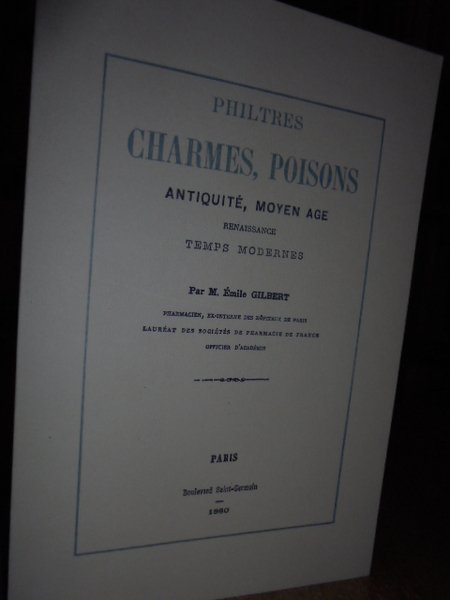 PHILTRES
CHARMES, POISONS
ANTIQUITÉ, MOYEN AGE
RENAISSANCE
TEMPS MODERNES
Par M. Émile GILBERT
PHARMACIEN, EX-INTERNE DES HÔPITAUX DE PARIS
LAURÉAT DES SOCIÉTÉS DE PHARMACIE DE FRANCE
OFFICIER D'ACADÉMIE
PARIS
Boulevard Saint-Germain
1880